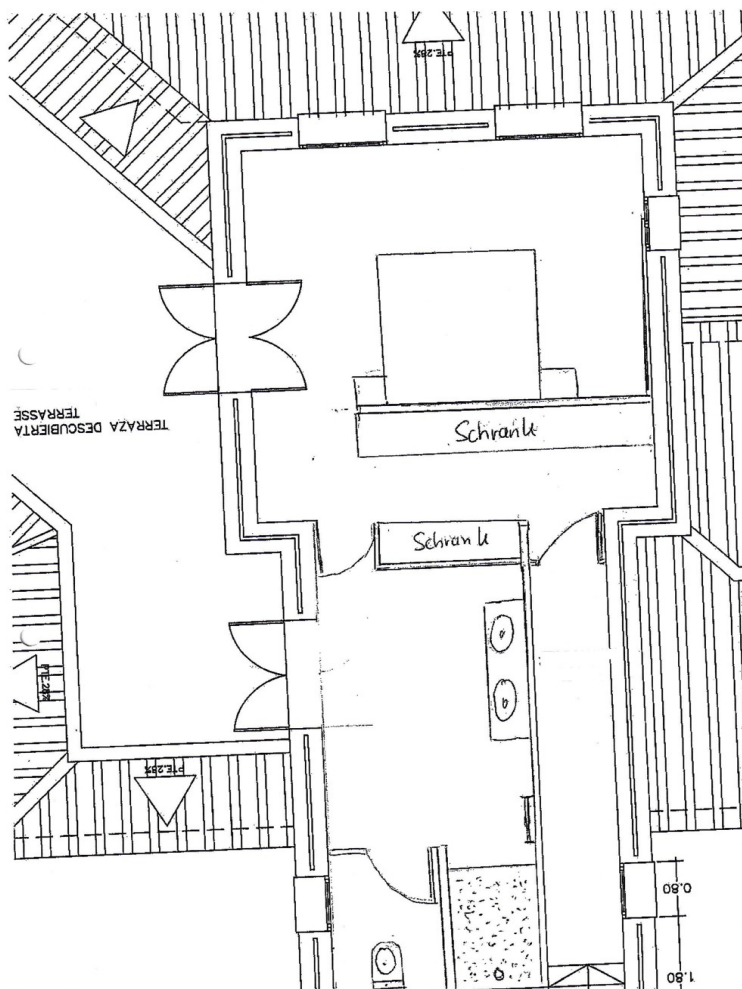 PTE.28%
TERRAZA DESCUBIERTA
TERRASSE
Schrank
Schrank
PTE.28%
PTE.28%
0.80
1.80